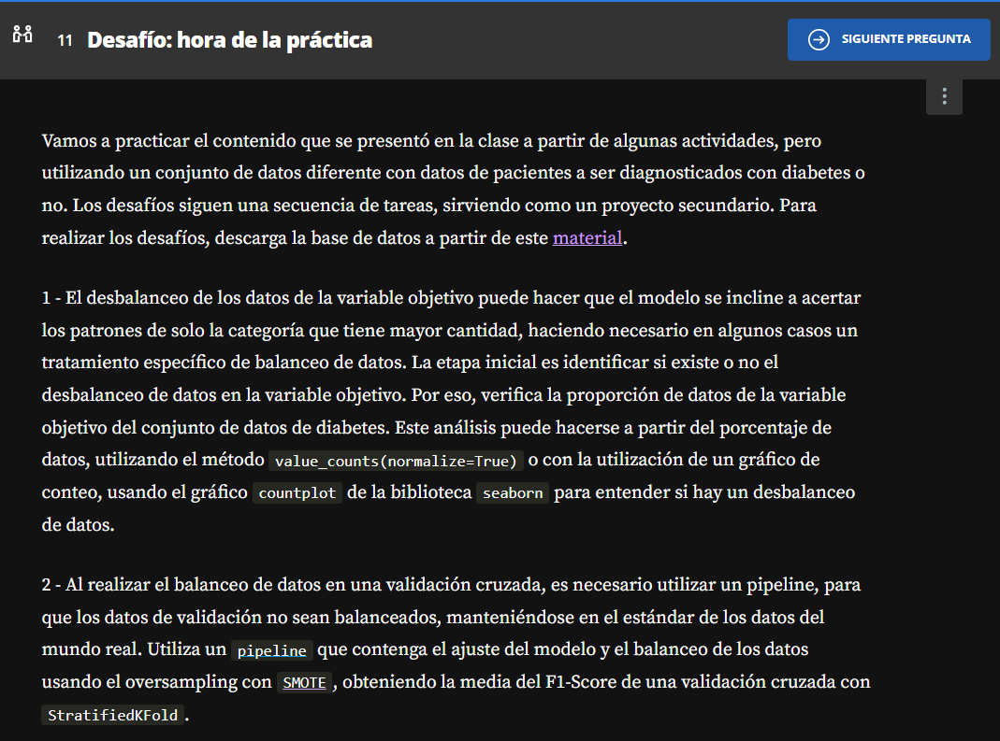 11 Desafío: hora de la práctica
SIGUIENTE PREGUNTA
Vamos a practicar el contenido que se presentó en la clase a partir de algunas actividades, pero
utilizando un conjunto de datos diferente con datos de pacientes a ser diagnosticados con diabetes o
no. Los desafíos siguen una secuencia de tareas, sirviendo como un proyecto secundario. Para
realizar los desafíos, descarga la base de datos a partir de este material.
1 - El desbalanceo de los datos de la variable objetivo puede hacer que el modelo se incline a acertar
los patrones de solo la categoría que tiene mayor cantidad, haciendo necesario en algunos casos un
tratamiento específico de balanceo de datos. La etapa inicial es identificar si existe o no el
desbalanceo de datos en la variable objetivo. Por eso, verifica la proporción de datos de la variable
objetivo del conjunto de datos de diabetes. Este análisis puede hacerse a partir del porcentaje de
datos, utilizando el método value_counts(normalize=True) o con la utilización de un gráfico de
conteo, usando el gráfico countplot de la biblioteca seaborn para entender si hay un desbalanceo
de datos.
2 - Al realizar el balanceo de datos en una validación cruzada, es necesario utilizar un pipeline, para
que los datos de validación no sean balanceados, manteniéndose en el estándar de los datos del
mundo real. Utiliza un pipeline que contenga el ajuste del modelo y el balanceo de los datos
usando el oversampling con SMOTE , obteniendo la media del F1-Score de una validación cruzada con
StratifiedKFold .